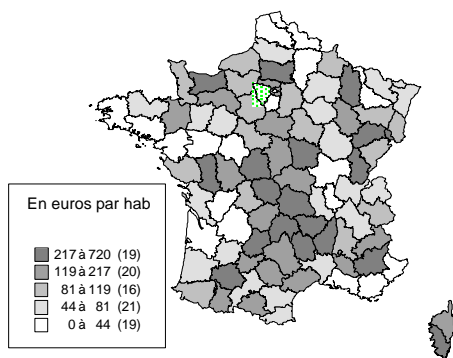 En euros par hab
217 à 720 (19)
119 à 217 (20)
81 à 119 (16)
44 à 81 (21)
0 à 44 (19)